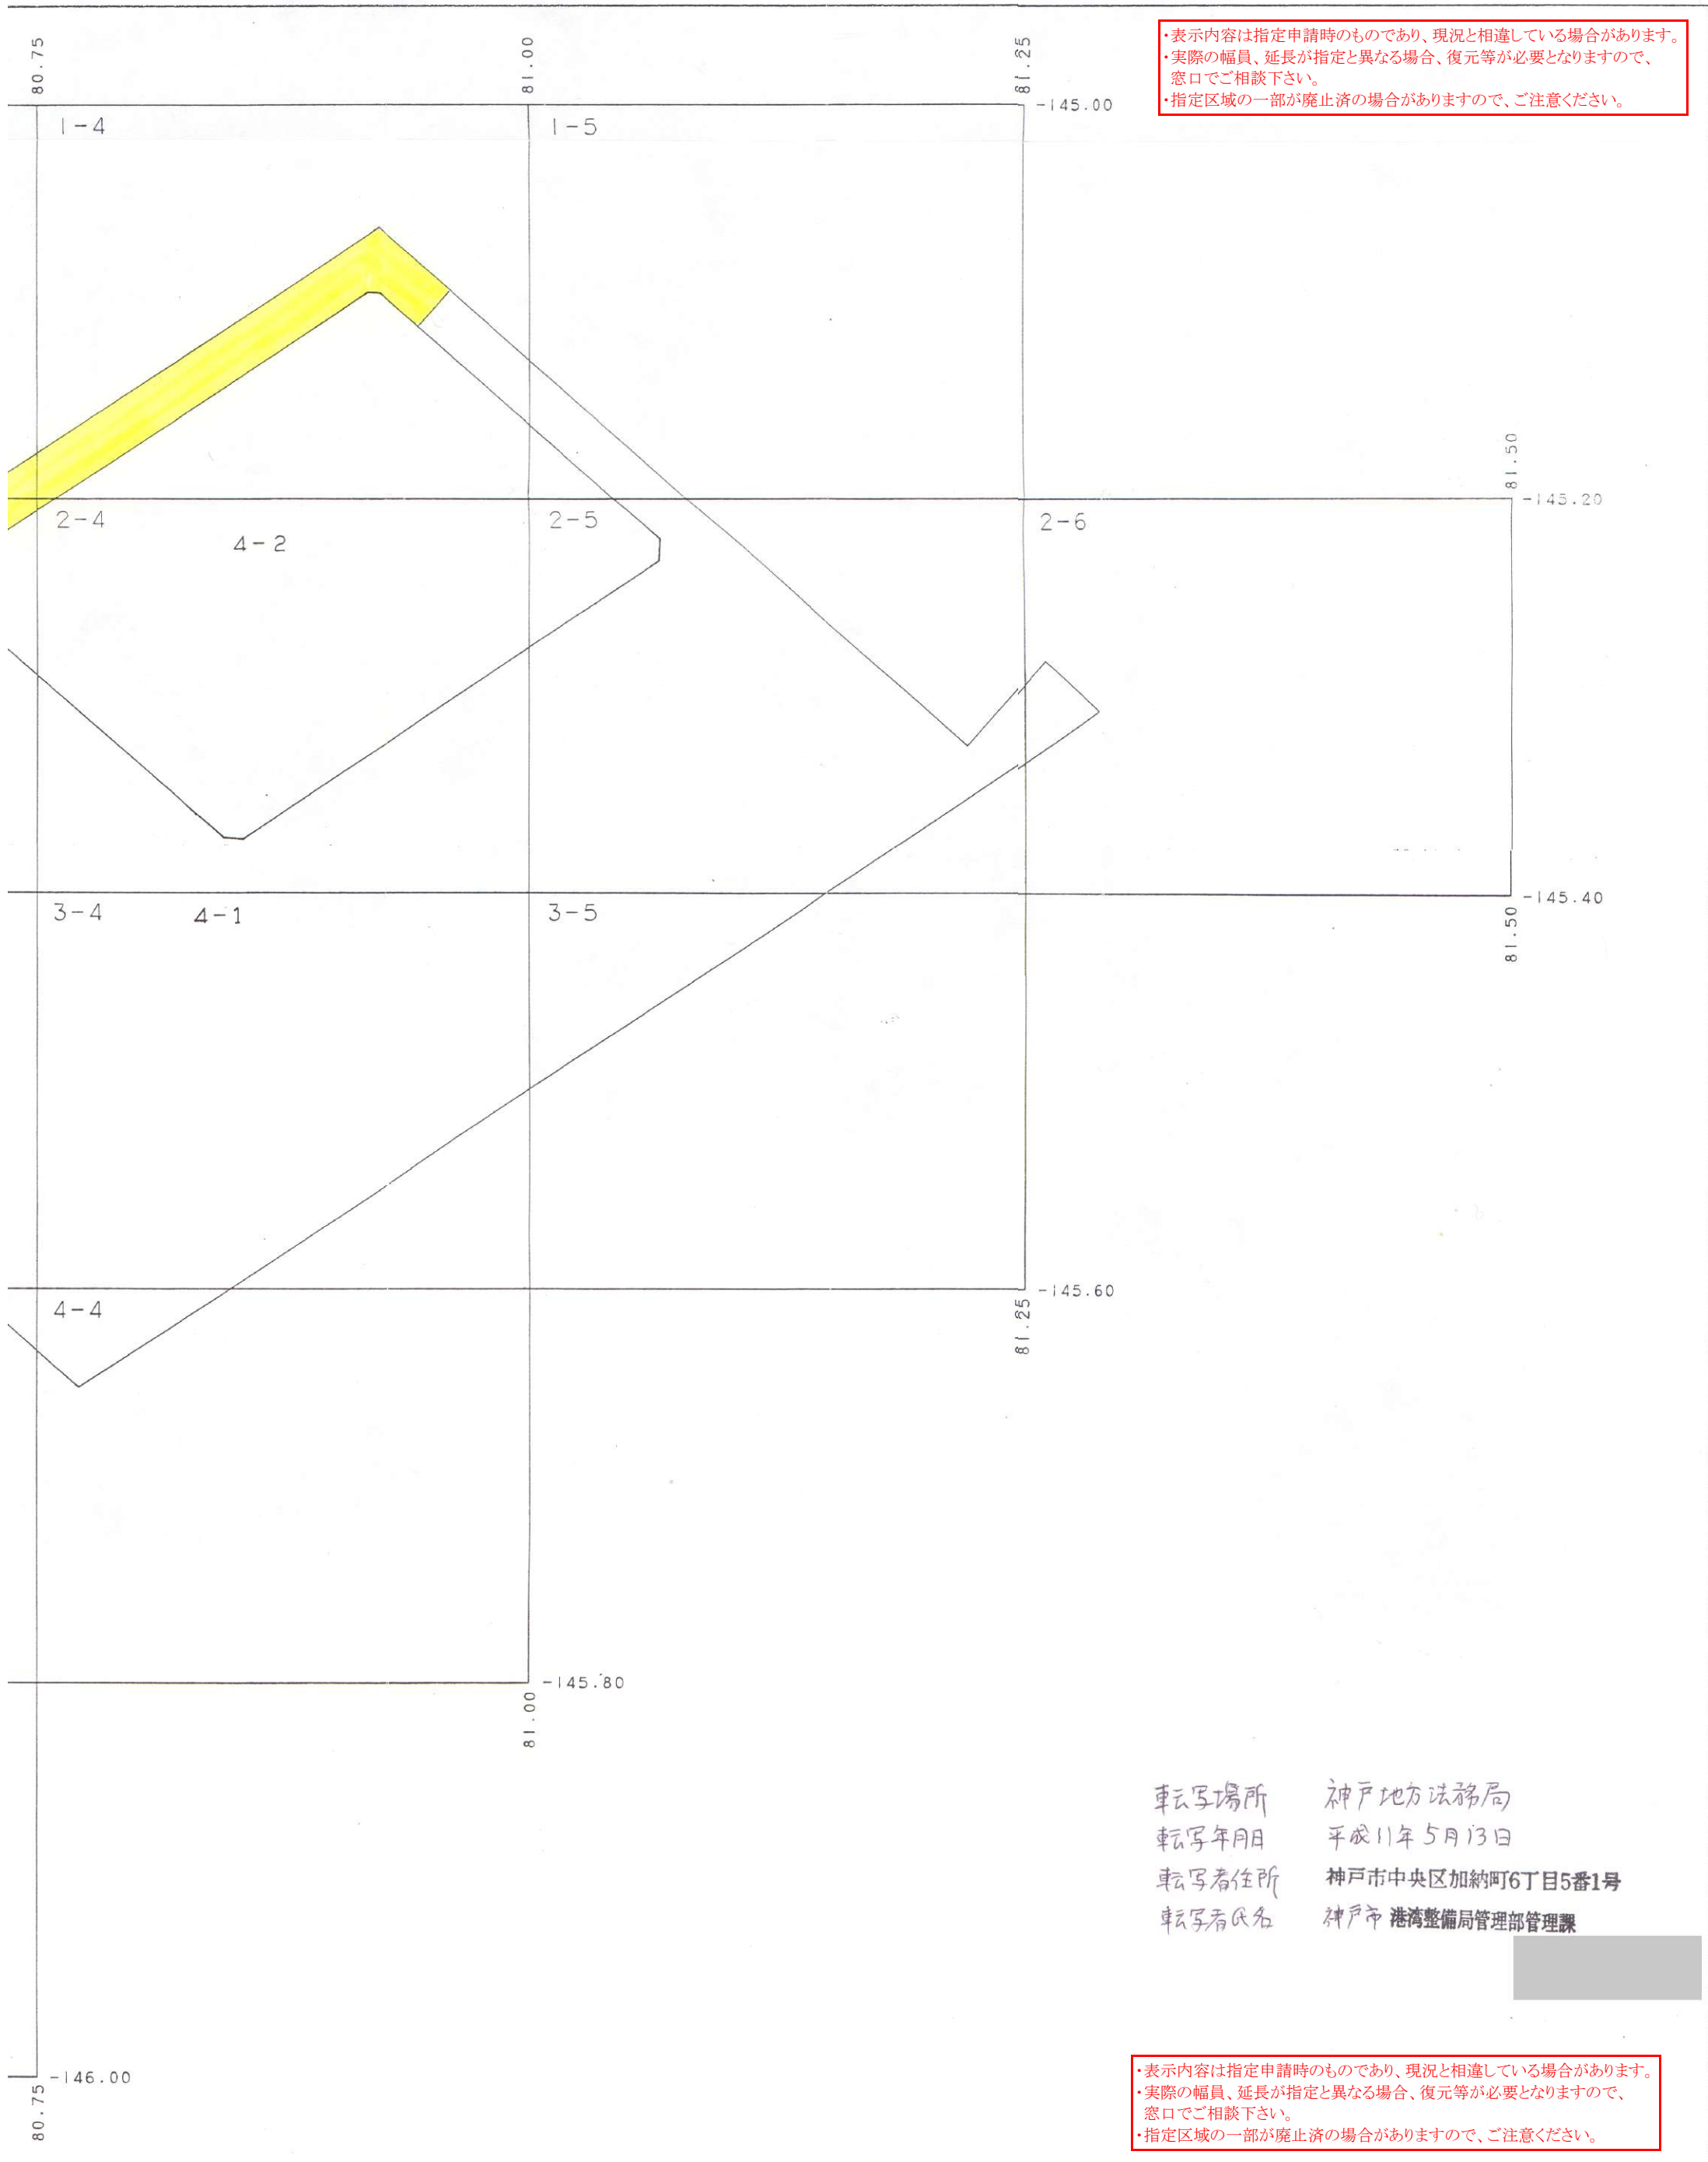 80.75
81.00
81.25
・表示内容は指定申請時のものであり、現況と相違している場合があります。
・実際の幅員、延長が指定と異なる場合、復元等が必要となりますので、
窓口でご相談下さい。
・指定区域の一部が廃止済の場合がありますので、ご注意ください。
-145.00
1-4
1-5
81.50
-145.20
2-4
2-5
2-6
4-2
-145.40
3-4
4-1
3-5
81.50
-145.60
4-4
81.25
-145.80
81.00
転写場所 神戸地方法務局
転写年月日 平成11年5月13日
転写者住所 神戸市中央区加納町6丁目5番1号
転写者氏名 神戸市 港湾整備局管理部管理課
-146.00
80.75
・表示内容は指定申請時のものであり、現況と相違している場合があります。
・実際の幅員、延長が指定と異なる場合、復元等が必要となりますので、
窓口でご相談下さい。
・指定区域の一部が廃止済の場合がありますので、ご注意ください。